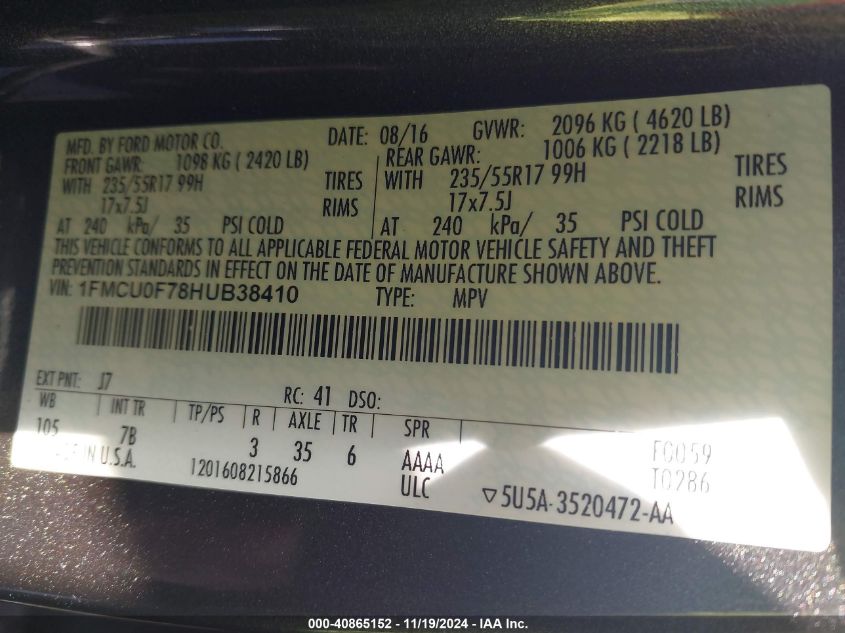 MFD. BY FORD MOTOR CO. DATE: 08/16 GVWR: 2096 KG ( 4620 LB)
FRONT GAWR: 1098 KG ( 2420 LB) REAR GAWR: 1006 KG ( 2218 LB)
WITH 235/55R17 99H TIRES WITH 235/55R17 99H TIRES
17x7.5J RIMS 17x7.5J RIMS
AT 240 kPa/ 35 PSI COLD AT 240 kPa/ 35 PSI COLD
THIS VEHICLE CONFORMS TO ALL APPLICABLE FEDERAL MOTOR VEHICLE SAFETY AND THEFT
PREVENTION STANDARDS IN EFFECT ON THE DATE OF MANUFACTURE SHOWN ABOVE.
VIN: 1FMCU0F78HUB38410 TYPE: MPV
EXT PNT: J7 RC: 41 DSO:
WB INT TR TP/PS R AXLE TR SPR
105 7B 3 35 6 AAAA F0059
IN U.S.A. 1201608215866 ULC T0286
▽5U5A-3520472-AA
000-40865152 - 11/19/2024 - IAA Inc.